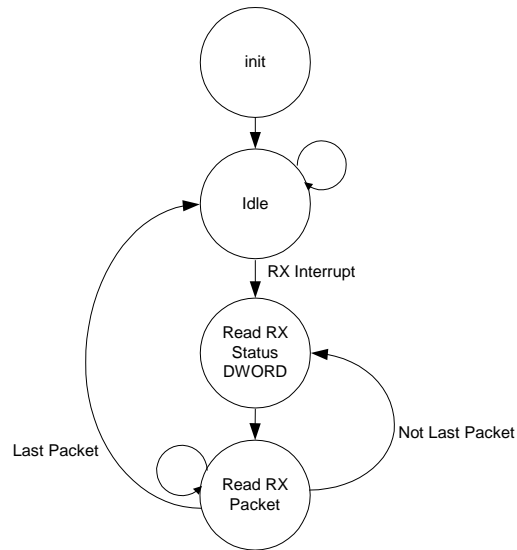 init
Idle
RX Interrupt
Read RX
Status
DWORD
Not Last Packet
Last Packet
Read RX
Packet